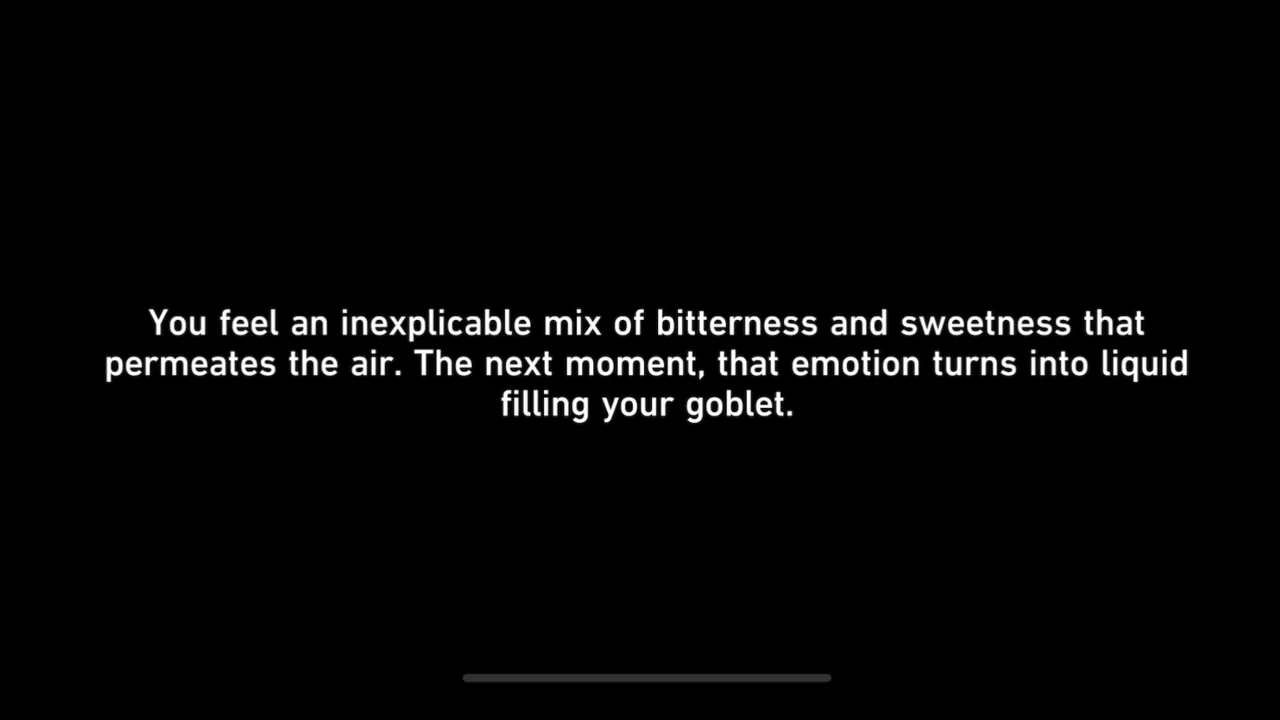 You feel an inexplicable mix of bitterness and sweetness that
permeates the air. The next moment, that emotion turns into liquid
filling your goblet.